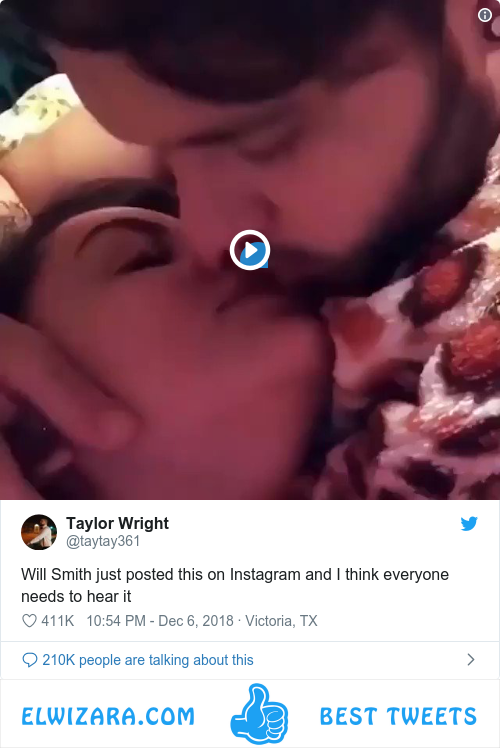 Taylor Wright
@taytay361
Will Smith just posted this on Instagram and I think everyone
needs to hear it
411K 10:54 PM - Dec 6, 2018 · Victoria, TX
210K people are talking about this
ELWIZARA.COM BEST TWEETS